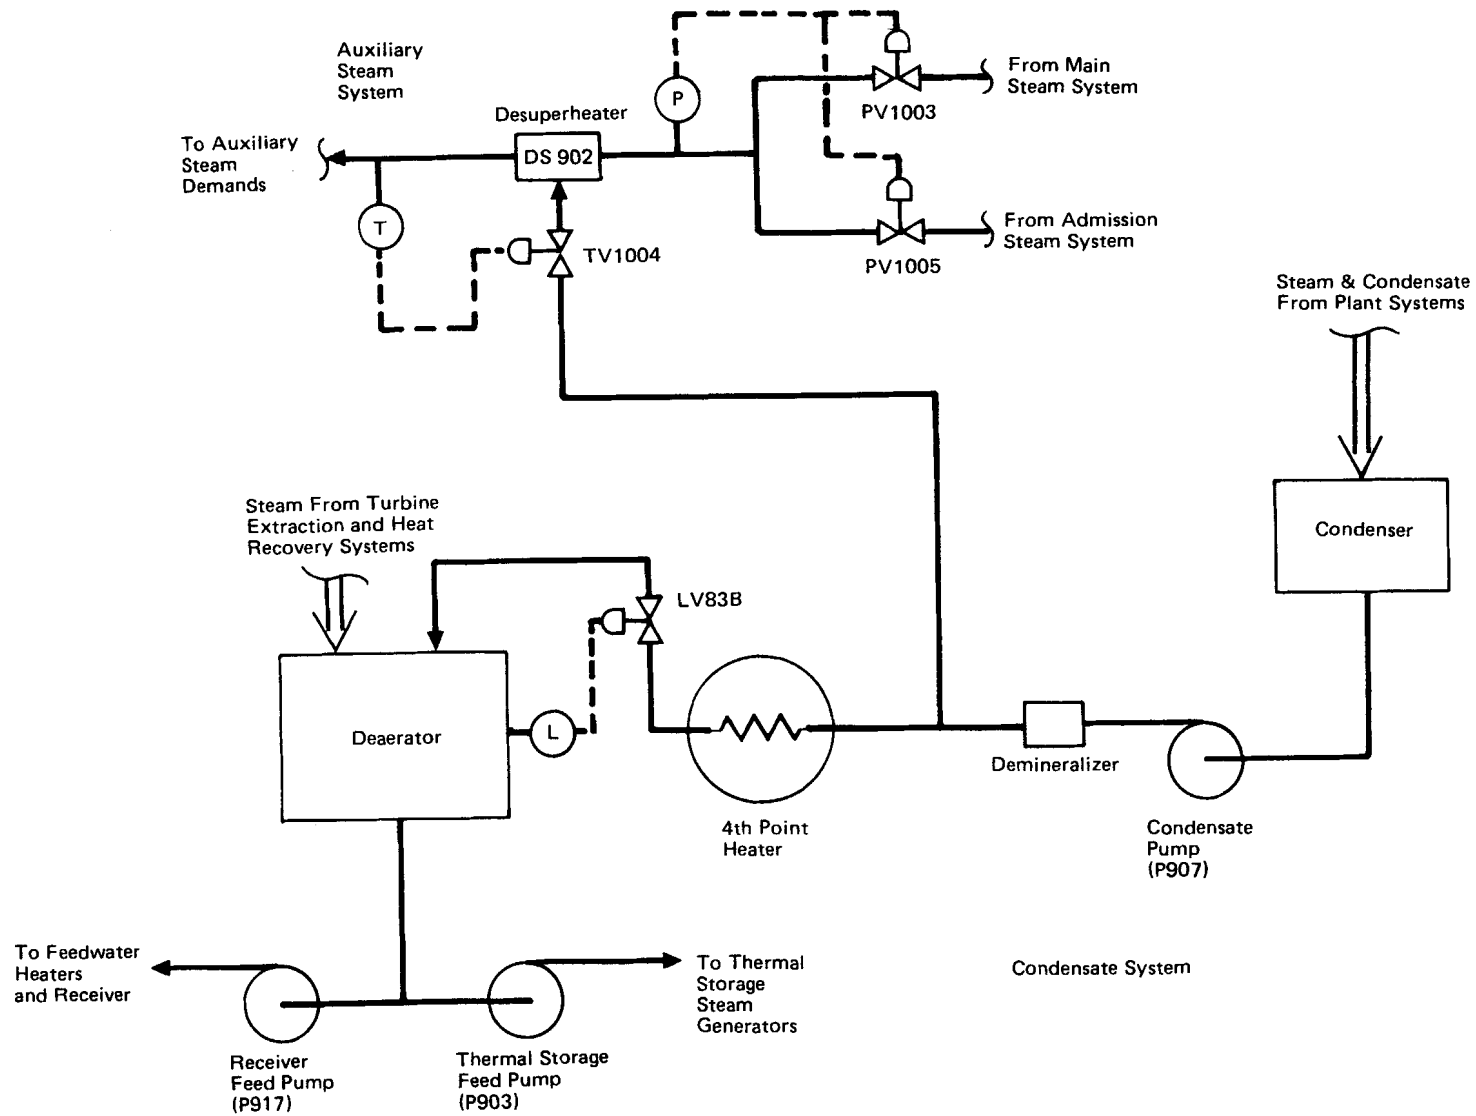 Auxiliary
Steam
System
Desuperheater
To Auxiliary
Steam
Demands
DS 902
P
T
TV1004
PV1003
From Main
Steam System
PV1005
From Admission
Steam System
Steam & Condensate
From Plant Systems
Condenser
Steam From Turbine
Extraction and Heat
Recovery Systems
LV83B
Deaerator
L
4th Point
Heater
Demineralizer
Condensate
Pump
(P907)
To Feedwater
Heaters
and Receiver
Receiver
Feed Pump
(P917)
Thermal Storage
Feed Pump
(P903)
To Thermal
Storage
Steam
Generators
Condensate System